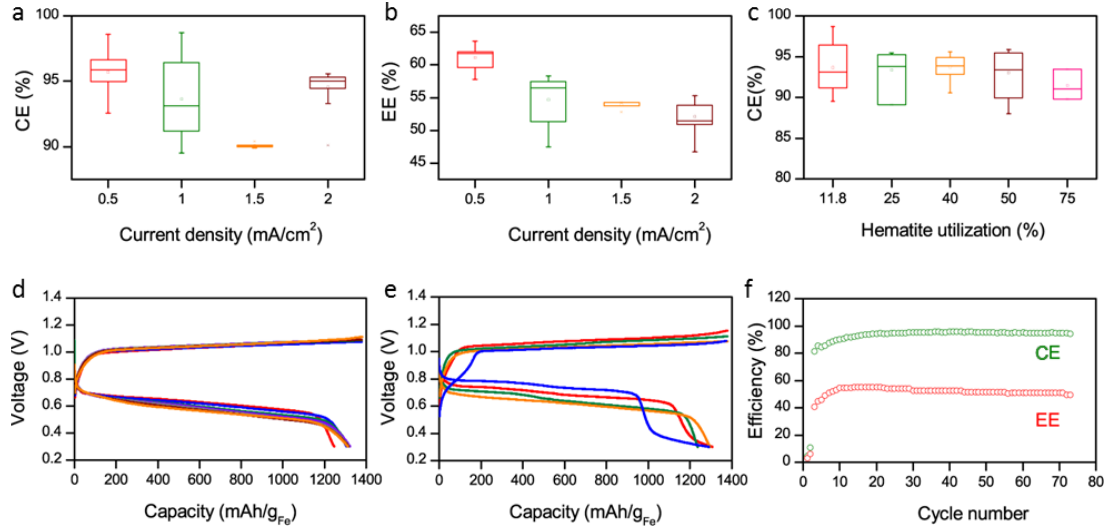 a
100
95
90
CE (%)
0.5 1 1.5 2
Current density (mA/cm²)
b
65
60
55
50
45
EE (%)
0.5 1 1.5 2
Current density (mA/cm²)
c
100
95
90
85
80
CE(%)
11.8 25 40 50 75
Hematite utilization (%)
d
1.4
1.2
1.0
0.8
0.6
0.4
0.2
Voltage (V)
0 200 400 600 800 1000 1200 1400
Capacity (mAh/gFe)
e
1.4
1.2
1.0
0.8
0.6
0.4
0.2
Voltage (V)
0 200 400 600 800 1000 1200 1400
Capacity (mAh/gFe)
f
120
100
80
60
40
20
0
Efficiency (%)
CE
EE
0 10 20 30 40 50 60 70 80
Cycle number